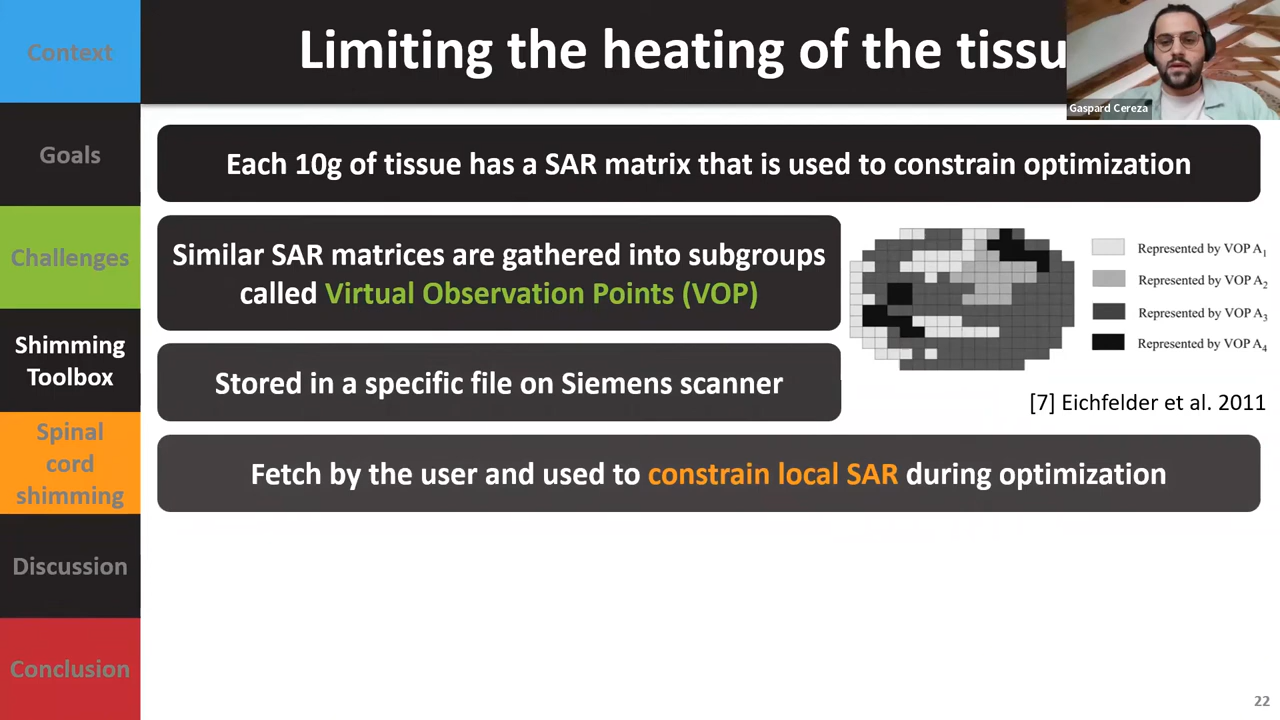 Context
Goals
Challenges
Shimming
Toolbox
Spinal
cord
shimming
Discussion
Conclusion
Limiting the heating of the tissu
Gaspard Cereza
Each 10g of tissue has a SAR matrix that is used to constrain optimization
Similar SAR matrices are gathered into subgroups
called Virtual Observation Points (VOP)
Represented by VOP A1
Represented by VOP A2
Represented by VOP A3
Represented by VOP A4
Stored in a specific file on Siemens scanner
[7] Eichfelder et al. 2011
Fetch by the user and used to constrain local SAR during optimization
22